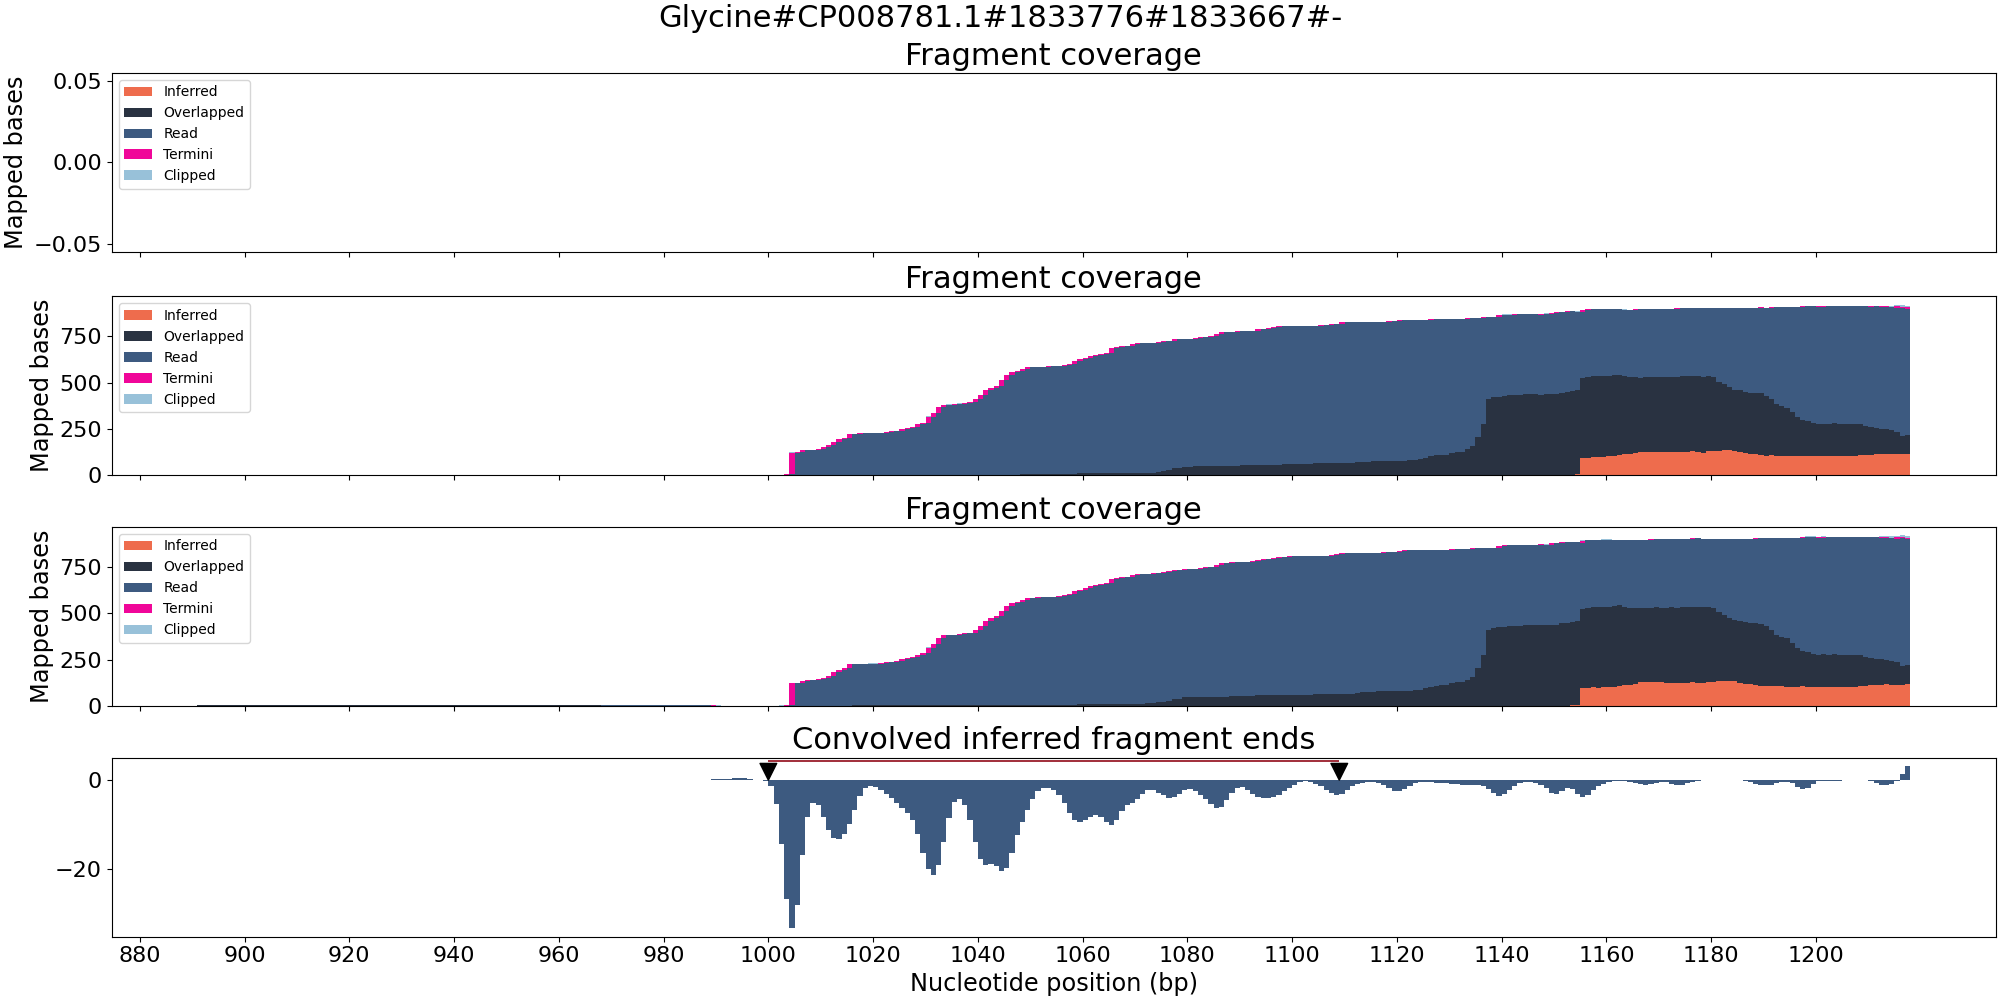 Glycine#CP008781.1#1833776#1833667#-
Fragment coverage
Mapped bases
0.05
0.00
−0.05
Inferred
Overlapped
Read
Termini
Clipped
Fragment coverage
Mapped bases
750
500
250
0
Inferred
Overlapped
Read
Termini
Clipped
Fragment coverage
Mapped bases
750
500
250
0
Inferred
Overlapped
Read
Termini
Clipped
Convolved inferred fragment ends
0
−20
880 900 920 940 960 980 1000 1020 1040 1060 1080 1100 1120 1140 1160 1180 1200
Nucleotide position (bp)